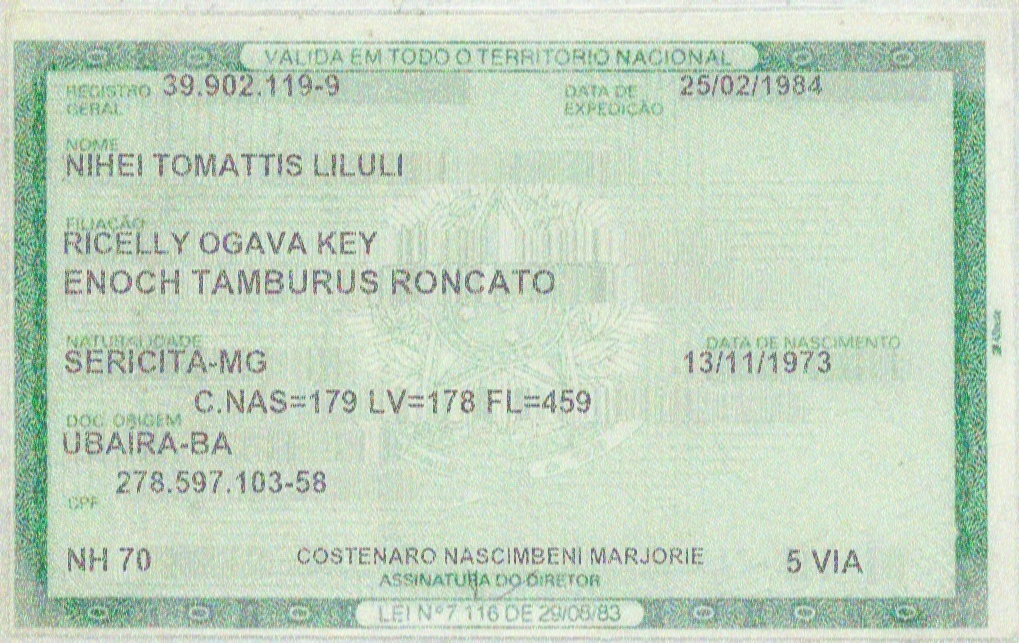 VALIDA EM TODO O TERRITORIO NACIONAL
REGISTRO GERAL 39.902.119-9 DATA DE EXPEDIÇÃO 25/02/1984
NOME
NIHEI TOMATTIS LILULI
FILIAÇÃO
RICELLY OGAVA KEY
ENOCH TAMBURUS RONCATO
NATURALIDADE DATA DE NASCIMENTO
SERICITA-MG 13/11/1973
C.NAS=179 LV=178 FL=459
DOC ORIGEM
UBAIRA-BA
278.597.103-58
CPF
NH 70 COSTENARO NASCIMBENI MARJORIE 5 VIA
ASSINATURA DO DIRETOR
LEI Nº 7 116 DE 29/08/83